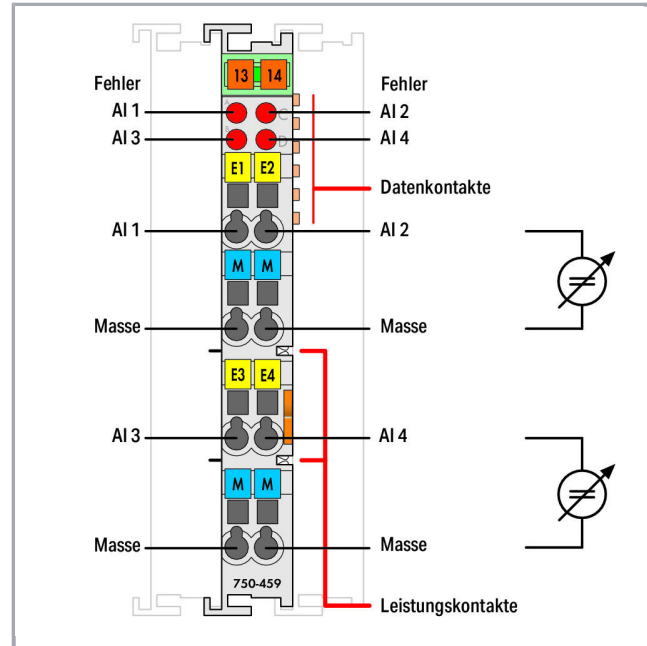 13 14
Fehler Fehler
A C
AI 1 AI 2
B D
AI 3 AI 4
E1 E2
Datenkontakte
AI 1 AI 2
M M
Masse Masse
E3 E4
AI 3 AI 4
M M
Masse Masse
750-459
Leistungskontakte